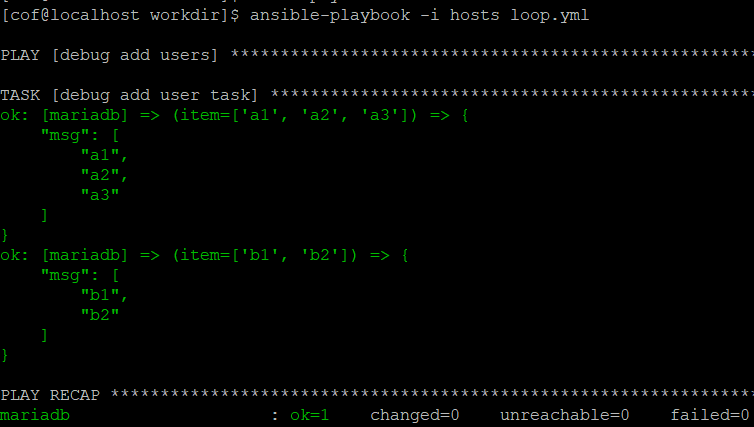 [cof@localhost workdir]$ ansible-playbook -i hosts loop.yml
PLAY [debug add users] ****************************************************
TASK [debug add user task] ************************************************
ok: [mariadb] => (item=['a1', 'a2', 'a3']) => {
    "msg": [
        "a1",
        "a2",
        "a3"
    ]
}
ok: [mariadb] => (item=['b1', 'b2']) => {
    "msg": [
        "b1",
        "b2"
    ]
}
PLAY RECAP ****************************************************************
mariadb                    : ok=1    changed=0    unreachable=0    failed=0